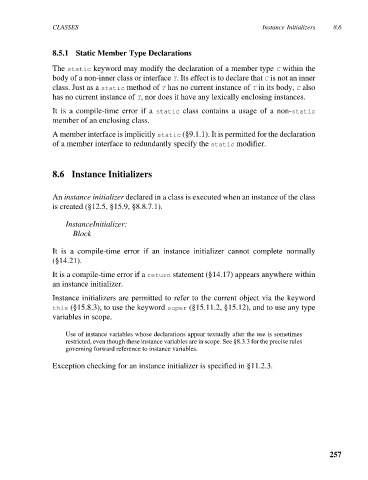 CLASSES Instance Initializers 8.6
8.5.1 Static Member Type Declarations
The static keyword may modify the declaration of a member type C within the
body of a non-inner class or interface T. Its effect is to declare that C is not an inner
class. Just as a static method of T has no current instance of T in its body, C also
has no current instance of T, nor does it have any lexically enclosing instances.
It is a compile-time error if a static class contains a usage of a non-static
member of an enclosing class.
A member interface is implicitly static (§9.1.1). It is permitted for the declaration
of a member interface to redundantly specify the static modifier.
8.6 Instance Initializers
An instance initializer declared in a class is executed when an instance of the class
is created (§12.5, §15.9, §8.8.7.1).
InstanceInitializer:
Block
It is a compile-time error if an instance initializer cannot complete normally
(§14.21).
It is a compile-time error if a return statement (§14.17) appears anywhere within
an instance initializer.
Instance initializers are permitted to refer to the current object via the keyword
this (§15.8.3), to use the keyword super (§15.11.2, §15.12), and to use any type
variables in scope.
Use of instance variables whose declarations appear textually after the use is sometimes
restricted, even though these instance variables are in scope. See §8.3.3 for the precise rules
governing forward reference to instance variables.
Exception checking for an instance initializer is specified in §11.2.3.
257